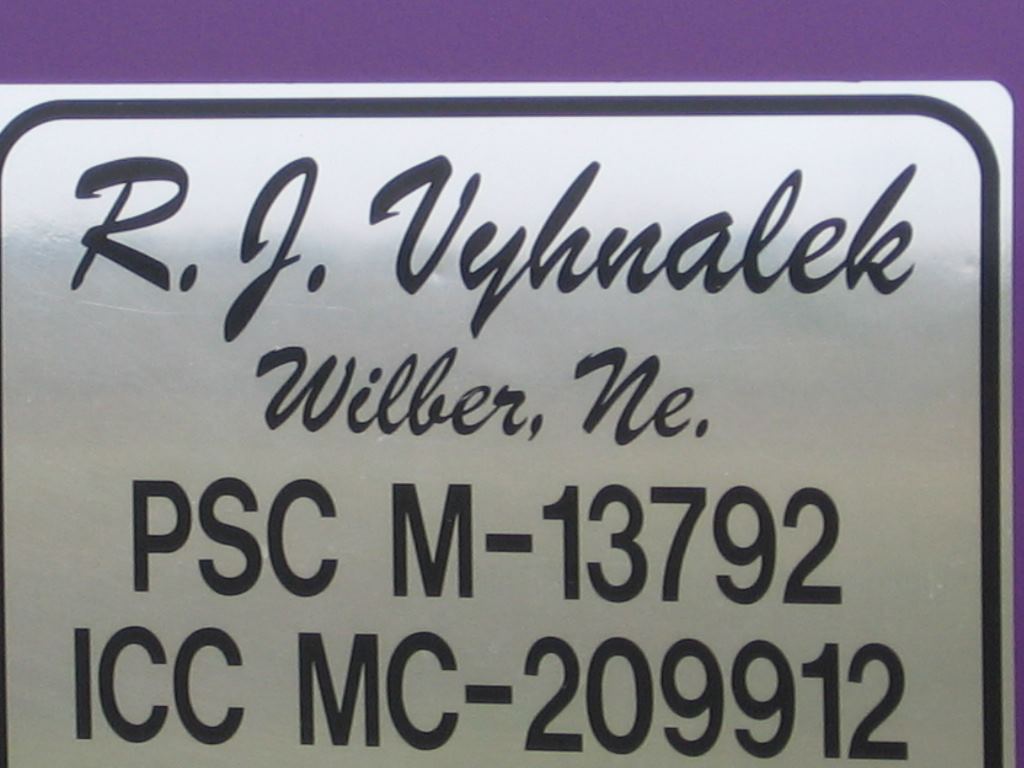 R. J. Vyhnalek
Wilber, Ne.
PSC M-13792
ICC MC-209912